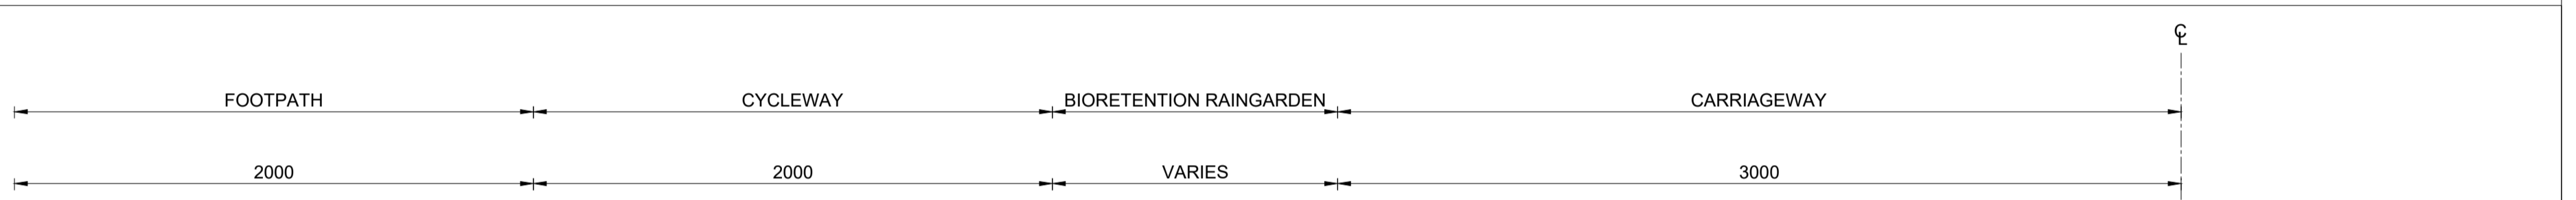 ℄
FOOTPATH CYCLEWAY BIORETENTION RAINGARDEN CARRIAGEWAY
2000 2000 VARIES 3000